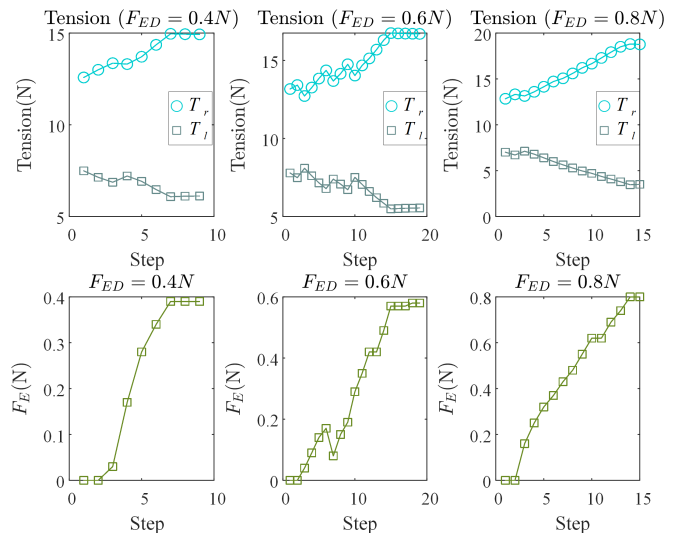 Tension (F_ED = 0.4N)
Tension (F_ED = 0.6N)
Tension (F_ED = 0.8N)
Tension(N)
15
10
5
0
5
10
Step
T_r
T_l
Tension(N)
15
10
5
0
10
20
Step
T_r
T_l
Tension(N)
20
15
10
5
0
0
5
10
15
Step
T_r
T_l
F_ED = 0.4N
F_ED = 0.6N
F_ED = 0.8N
F_E(N)
0.4
0.3
0.2
0.1
0
0
5
10
Step
F_E(N)
0.6
0.4
0.2
0
0
10
20
Step
F_E(N)
0.8
0.6
0.4
0.2
0
0
5
10
15
Step